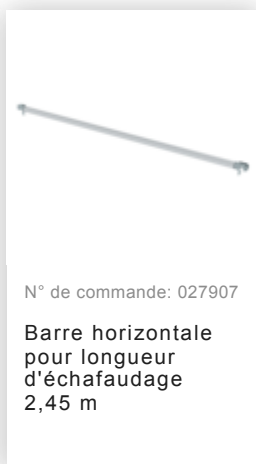 N° de commande: 027907
Barre horizontale
pour longueur
d'échafaudage
2,45 m